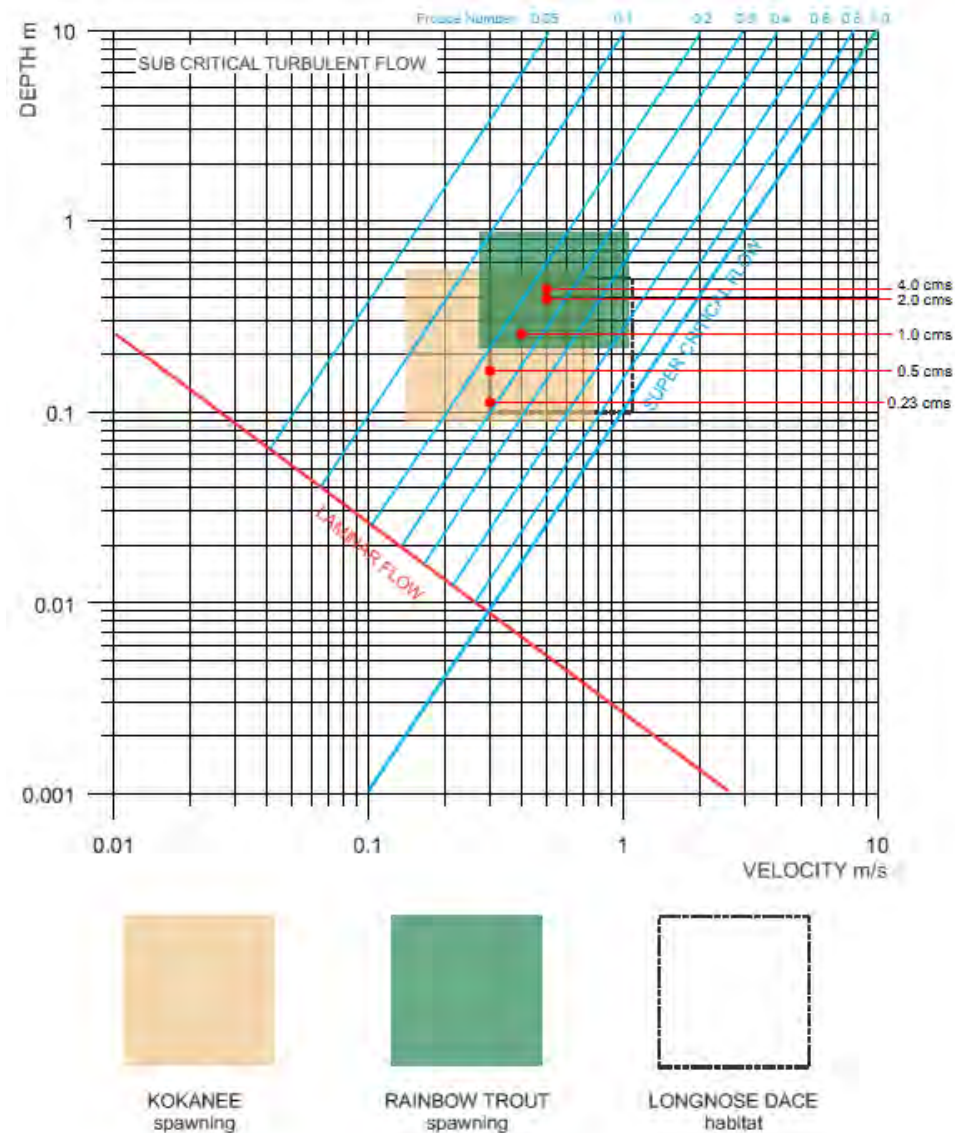 Froude Number 0.05 0.1 0.2 0.3 0.4 0.6 0.8 1.0
DEPTH m
10
SUB CRITICAL TURBULENT FLOW
1
SUPER CRITICAL FLOW
4.0 cms
2.0 cms
1.0 cms
0.5 cms
0.23 cms
0.1
LAMINAR FLOW
0.01
0.001
0.01 0.1 1 10
VELOCITY m/s
KOKANEE
spawning
RAINBOW TROUT
spawning
LONGNOSE DACE
habitat